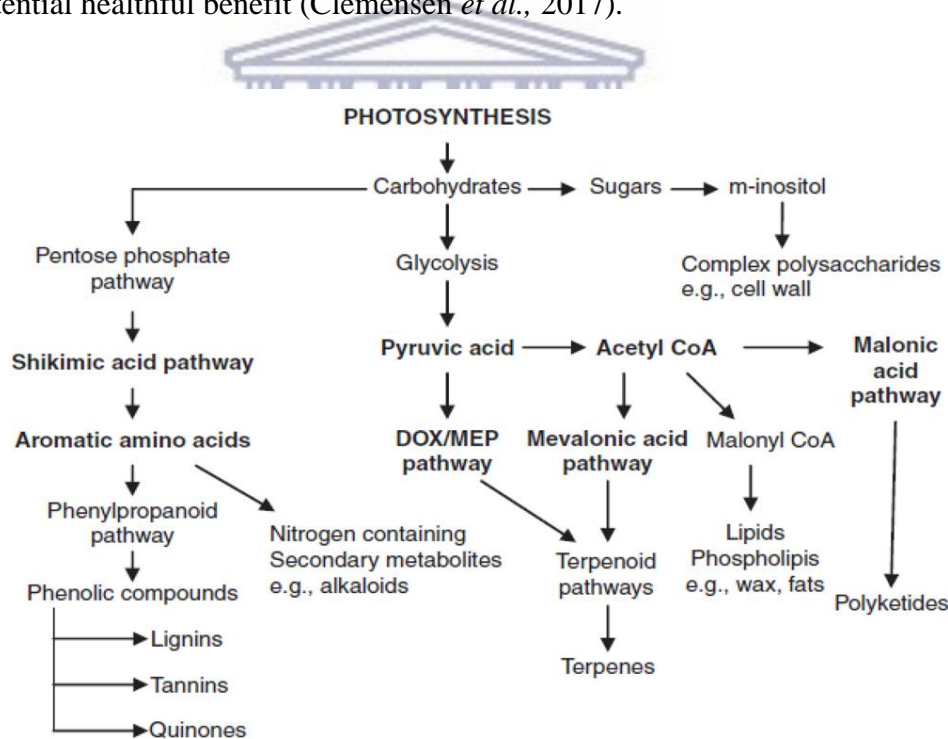 tential healthful benefit (Clemensen et al., 2017).
PHOTOSYNTHESIS
Carbohydrates
Sugars
m-inositol
Pentose phosphate
pathway
Glycolysis
Complex polysaccharides
e.g., cell wall
Shikimic acid pathway
Pyruvic acid
Acetyl CoA
Malonic
acid
pathway
Aromatic amino acids
DOX/MEP
pathway
Mevalonic acid
pathway
Malonyl CoA
Phenylpropanoid
pathway
Nitrogen containing
Secondary metabolites
e.g., alkaloids
Terpenoid
pathways
Lipids
Phospholipis
e.g., wax, fats
Phenolic compounds
Polyketides
Lignins
Terpenes
Tannins
Quinones